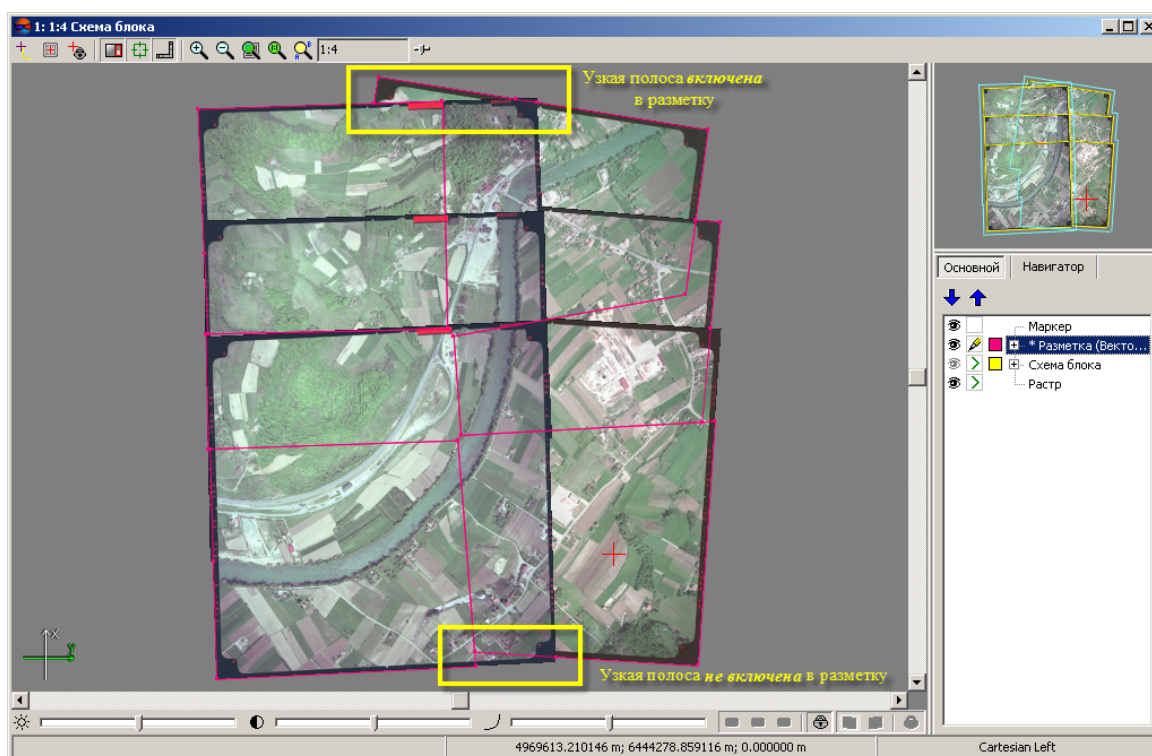 1: 1:4 Схема блока
1:4
Узкая полоса включена
в разметку
Узкая полоса не включена в разметку
X
Y
Основной
Навигатор
Маркер
* Разметка (Векто...
Схема блока
Растр
4969613.210146 m; 6444278.859116 m; 0.000000 m
Cartesian Left